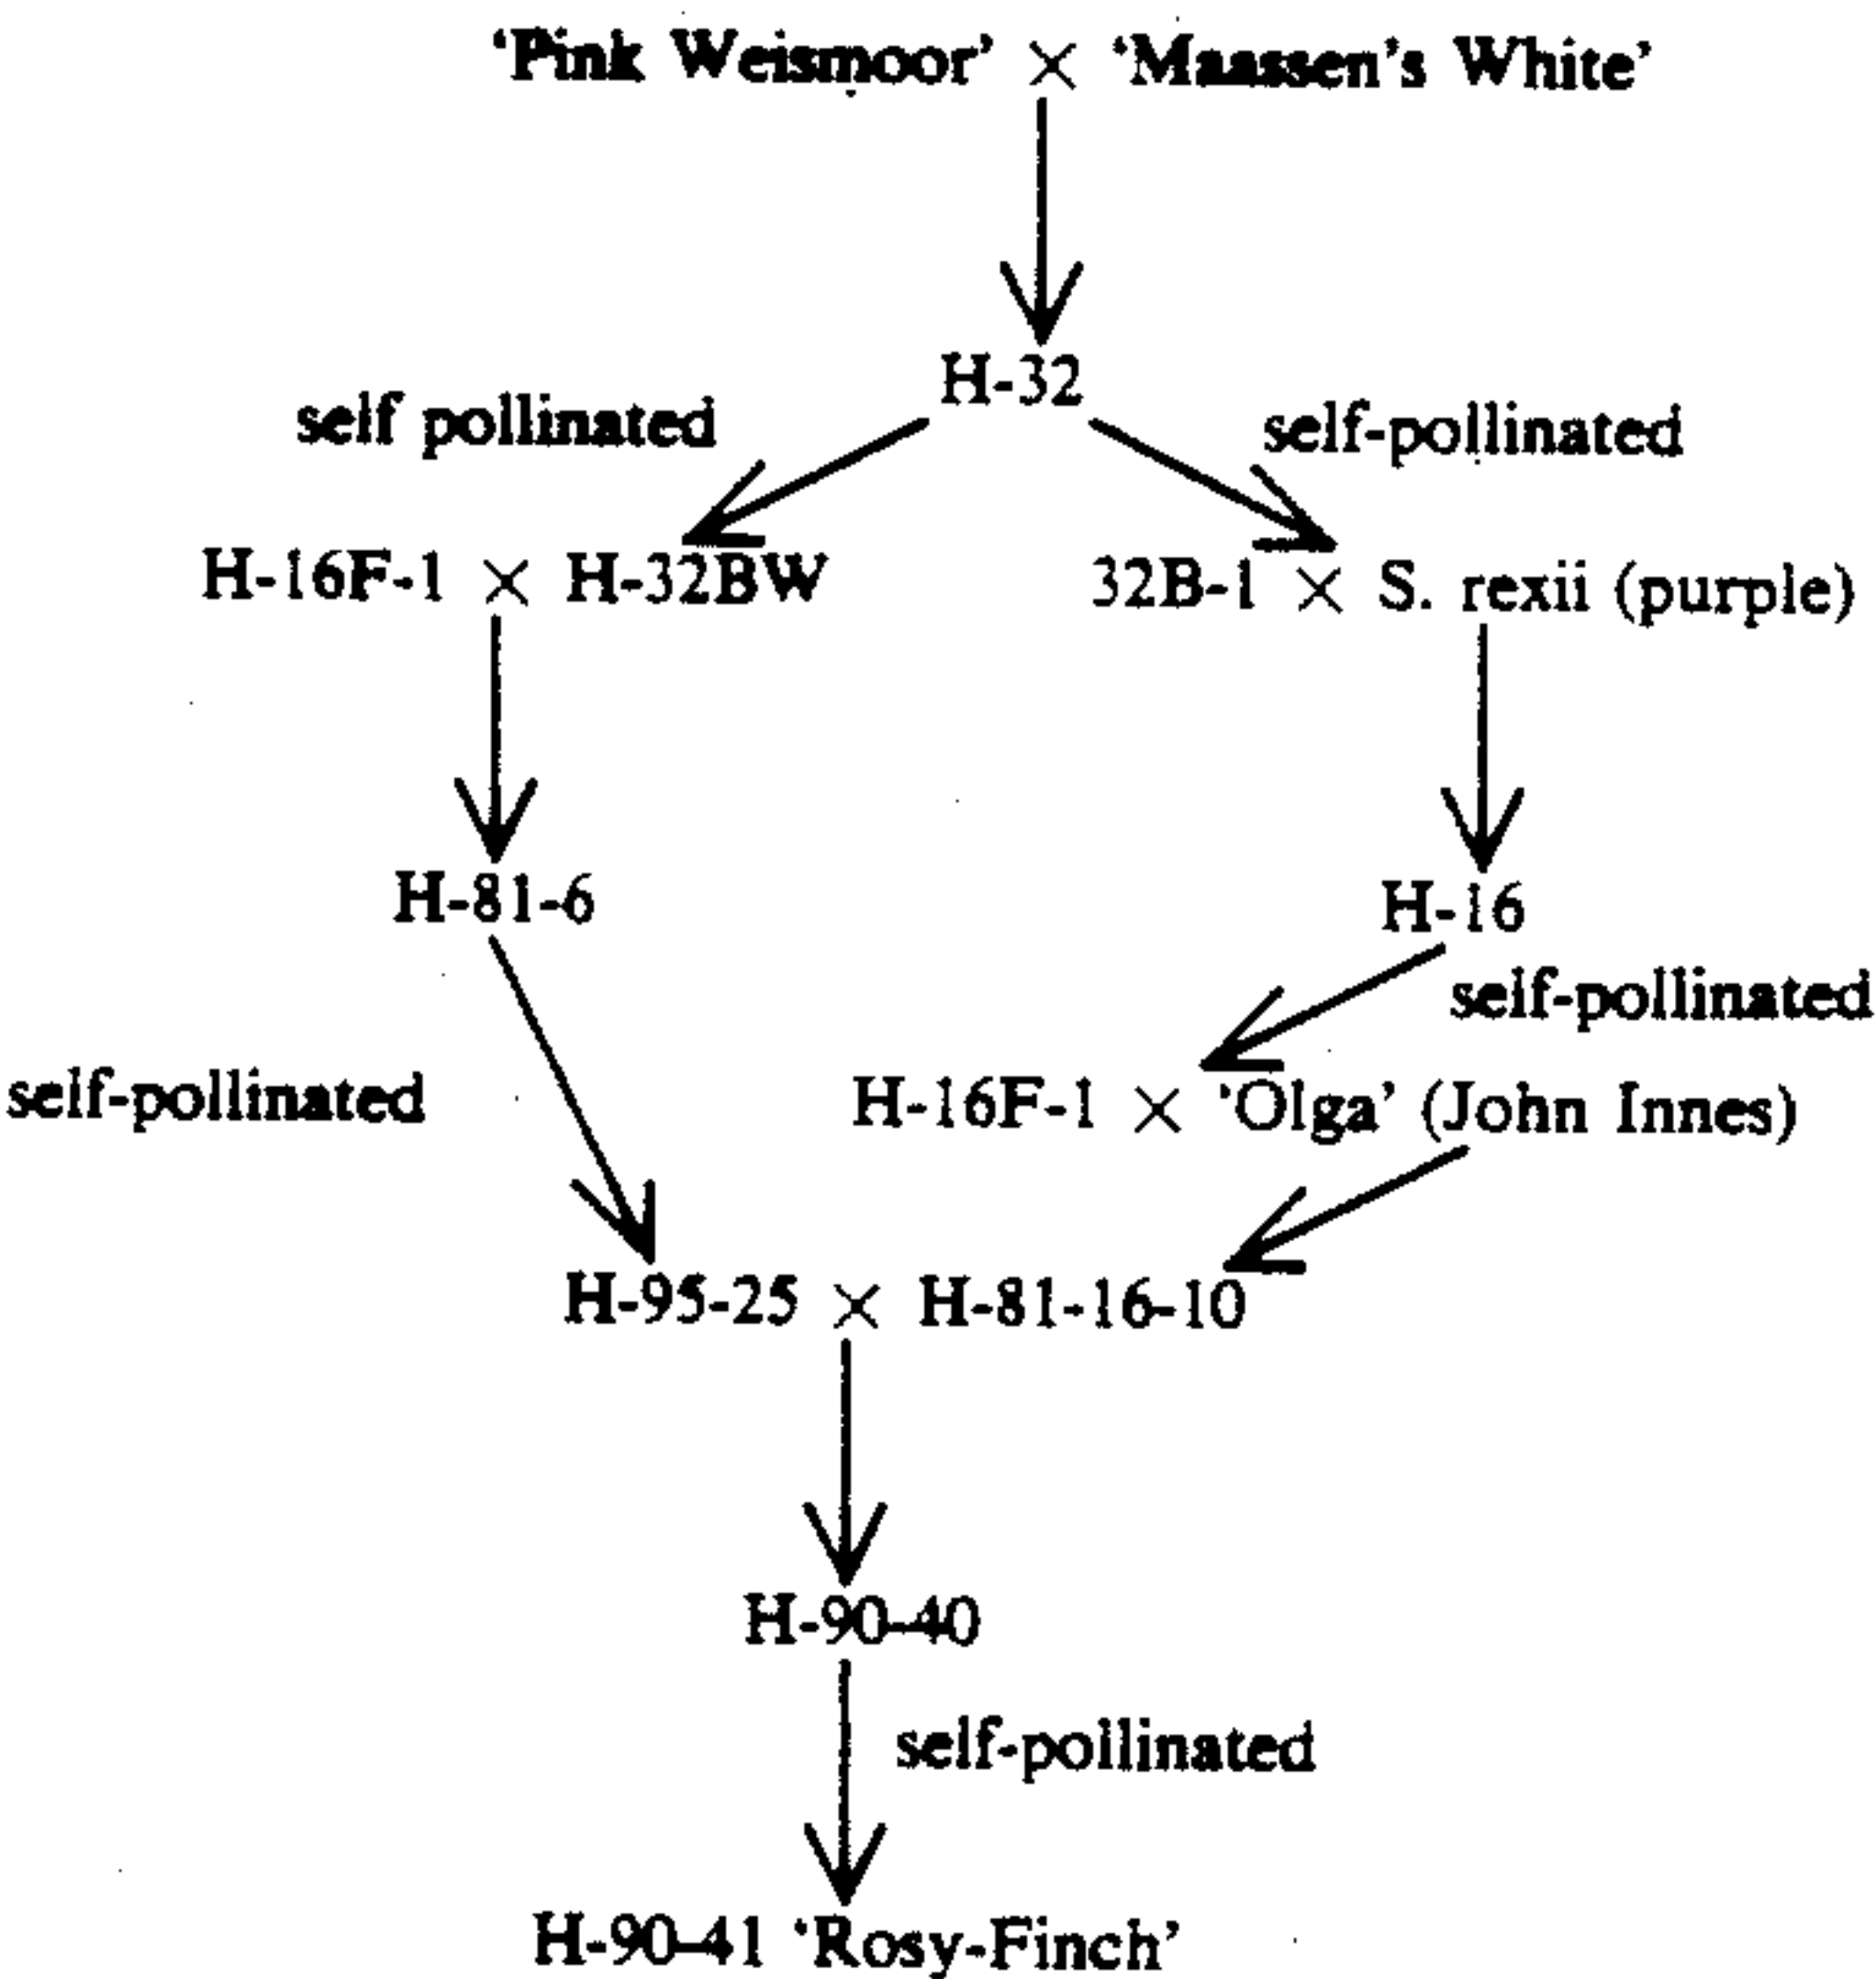 ‘Pink Weismoor’ × ‘Maassen’s White’
H-32
self pollinated
self-pollinated
H-16F-1 × H-32BW
32B-1 × S. rexii (purple)
H-81-6
H-16
self-pollinated
self-pollinated
H-16F-1 × ‘Olga’ (John Innes)
H-95-25 × H-81-16-10
H-90-40
self-pollinated
H-90-41 ‘Rosy-Finch’